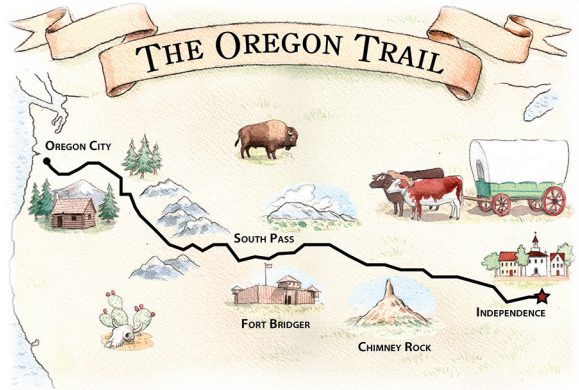 The Oregon Trail
Oregon City
South Pass
Fort Bridger
Chimney Rock
Independence